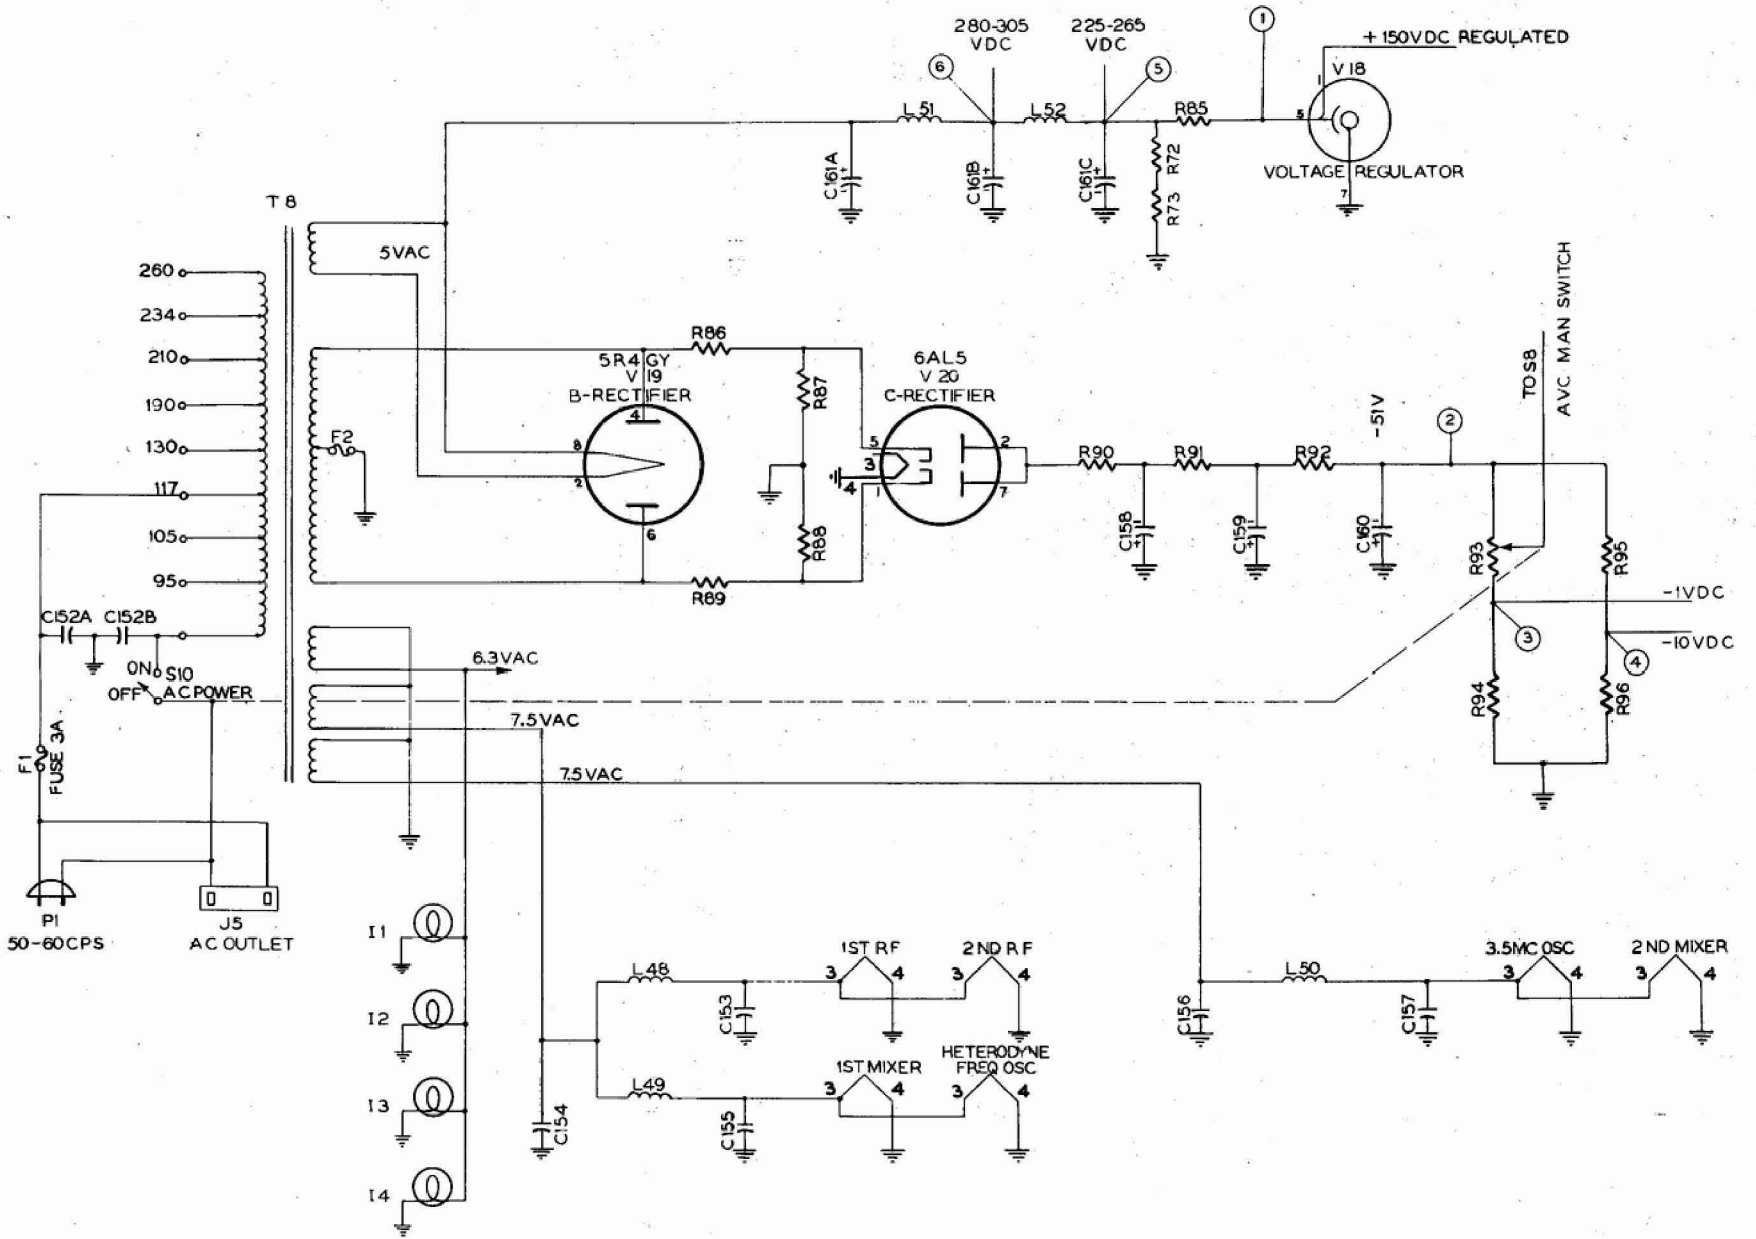 280-305
VDC
225-265
VDC
1
+150VDC REGULATED
6
5
V18
1
L51
L52
R85
5
C161A
+
-
C161B
+
-
C161C
+
-
R72
R73
VOLTAGE REGULATOR
7
T8
5VAC
260
234
210
190
130
117
105
95
F2
R86
5R4GY
V19
B-RECTIFIER
4
8
2
6
R87
R88
R89
6AL5
V20
C-RECTIFIER
5
3
4
1
2
7
R90
R91
R92
-51V
2
C158
-
+
C159
-
+
C160
-
+
TO S8
AVC MAN SWITCH
R93
R95
-1VDC
3
-10VDC
4
R94
R96
C152A
C152B
ON
S10
OFF
AC POWER
6.3VAC
7.5VAC
7.5VAC
F1
FUSE 3A
P1
50-60CPS
J5
AC OUTLET
I1
I2
I3
I4
L48
C153
1ST RF
3
4
2ND RF
3
4
C154
L49
C155
1ST MIXER
3
4
HETERODYNE
FREQ OSC
3
4
C156
L50
C157
3.5MC OSC
3
4
2ND MIXER
3
4